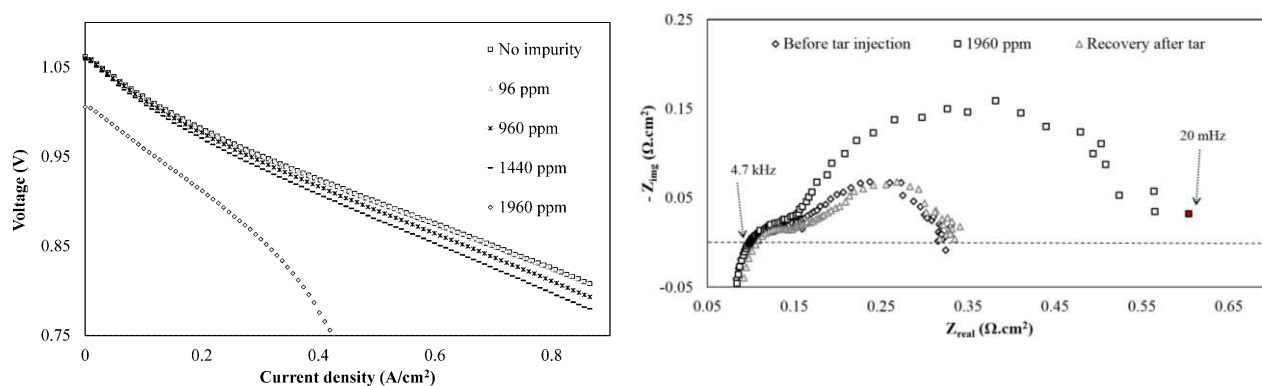 No impurity
96 ppm
960 ppm
1440 ppm
1960 ppm
1.05
0.95
0.85
0.75
Voltage (V)
0
0.2
0.4
0.6
0.8
Current density (A/cm²)
0.25
0.15
0.05
-0.05
- Z_img (Ω.cm²)
Before tar injection
1960 ppm
Recovery after tar
4.7 kHz
20 mHz
0.05
0.15
0.25
0.35
0.45
0.55
0.65
Z_real (Ω.cm²)